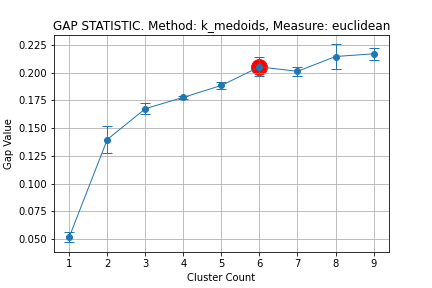 GAP STATISTIC. Method: k_medoids, Measure: euclidean
0.225
0.200
0.175
0.150
0.125
0.100
0.075
0.050
Gap Value
1 2 3 4 5 6 7 8 9
Cluster Count